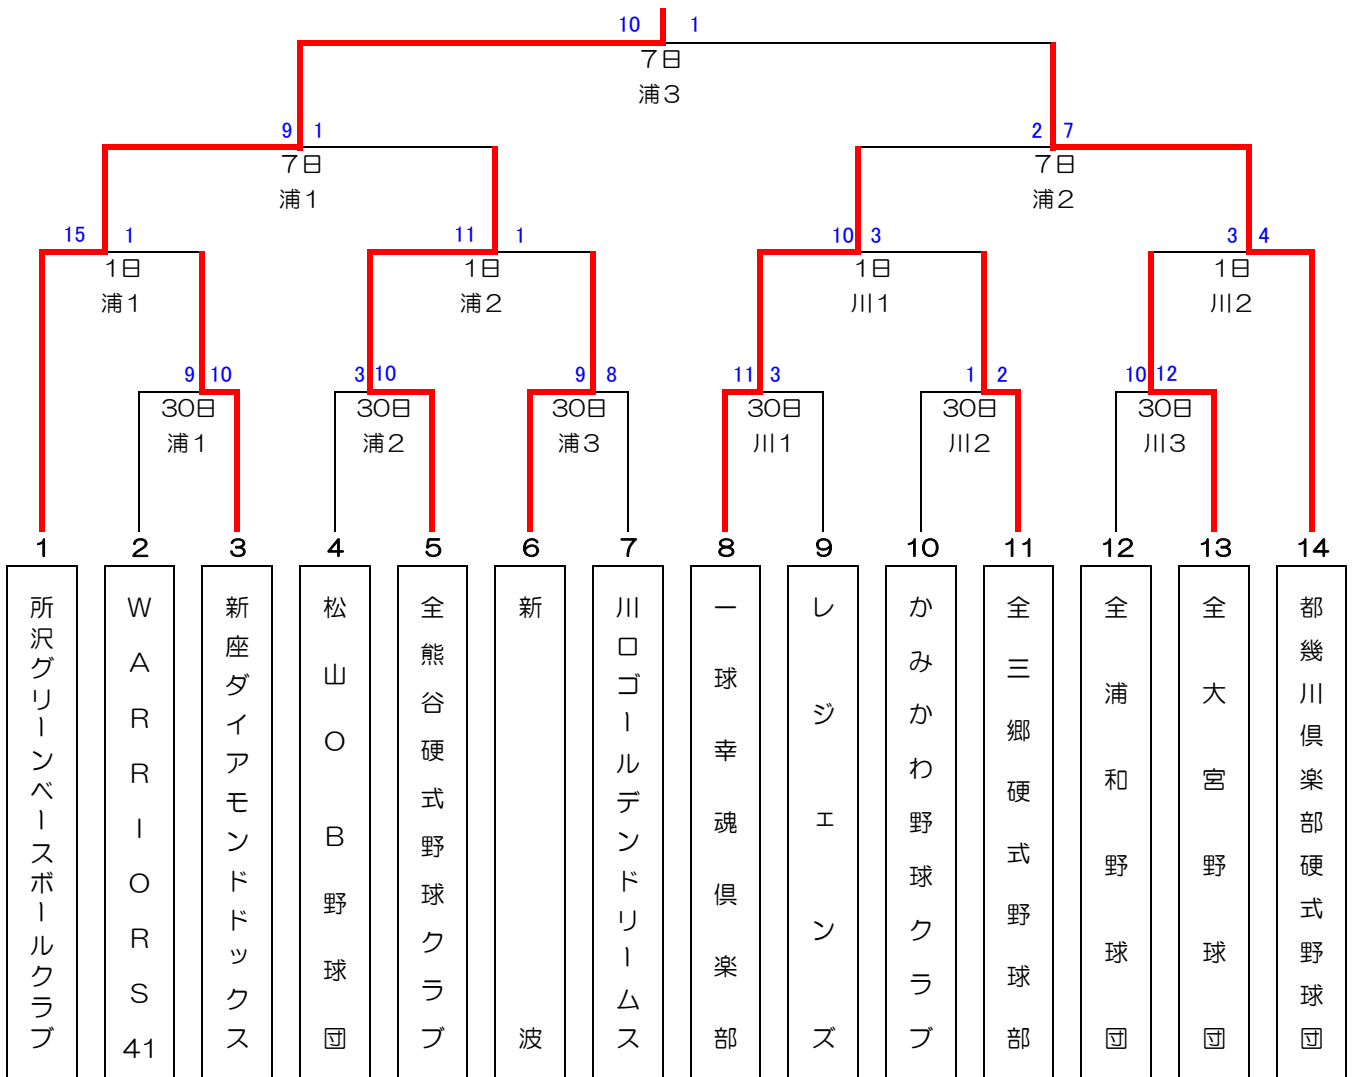 10 1
7日
浦3
9 1
2 7
7日
7日
浦1
浦2
15 1
11 1
10 3
3 4
1日
1日
1日
1日
浦1
浦2
川1
川2
9 10
3 10
9 8
11 3
1 2
10 12
30日
30日
30日
30日
30日
30日
浦1
浦2
浦3
川1
川2
川3
1 2 3 4 5 6 7 8 9 10 11 12 13 14
所沢グリーンベースボールクラブ
WARRIORS41
新座ダイアモンドドックス
松山OB野球団
全熊谷硬式野球クラブ
新波
川口ゴールデンドリームス
一球幸魂倶楽部
レジェンズ
かみかわ野球クラブ
全三郷硬式野球部
全浦和野球団
全大宮野球団
都幾川倶楽部硬式野球団